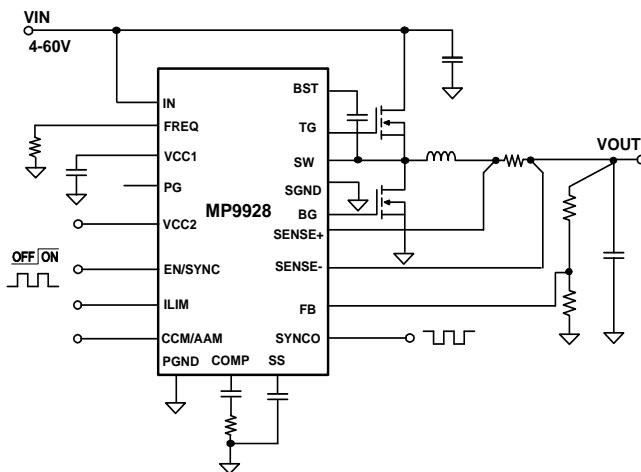 VIN
4-60V
IN
FREQ
VCC1
PG
VCC2
OFF ON
EN/SYNC
ILIM
CCM/AAM
PGND
COMP
SS
MP9928
BST
TG
SW
SGND
BG
SENSE+
SENSE-
FB
SYNCO
VOUT